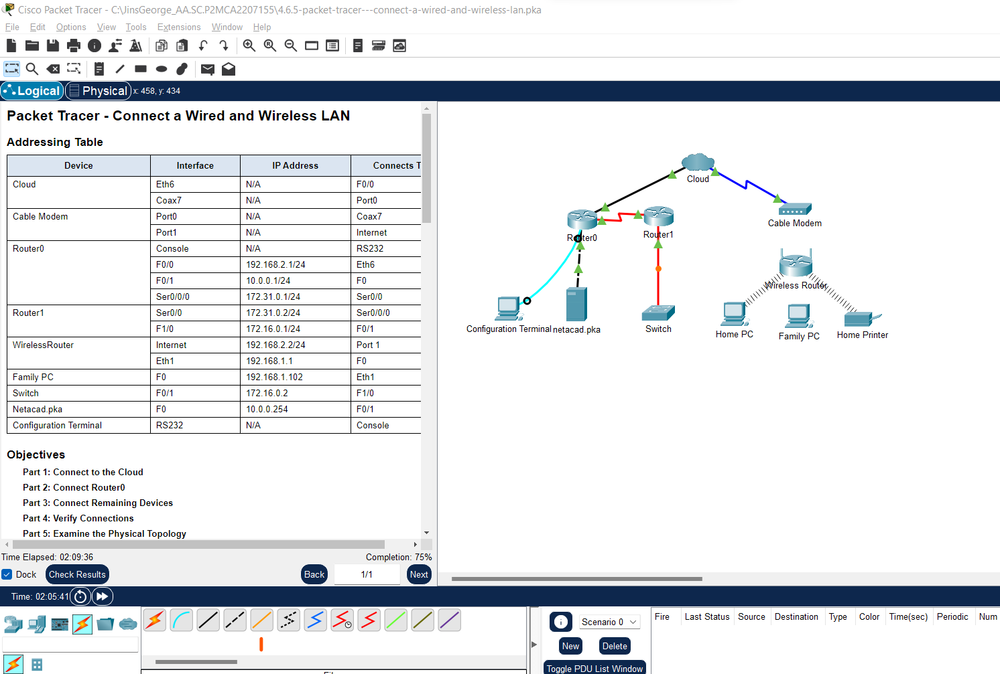 Cisco Packet Tracer - C:\JinsGeorge_AA.SC.P2MCA2207155\4.6.5-packet-tracer---connect-a-wired-and-wireless-lan.pka
File Edit Options View Tools Extensions Window Help
Logical Physical x: 458, y: 434
Packet Tracer - Connect a Wired and Wireless LAN
Addressing Table
Device Interface IP Address Connects T
Cloud Eth6 N/A F0/0
Coax7 N/A Port0
Cable Modem Port0 N/A Coax7
Port1 N/A Internet
Router0 Console N/A RS232
F0/0 192.168.2.1/24 Eth6
F0/1 10.0.0.1/24 F0
Ser0/0/0 172.31.0.1/24 Ser0/0
Router1 Ser0/0 172.31.0.2/24 Ser0/0/0
F1/0 172.16.0.1/24 F0/1
WirelessRouter Internet 192.168.2.2/24 Port 1
Eth1 192.168.1.1 F0
Family PC F0 192.168.1.102 Eth1
Switch F0/1 172.16.0.2 F1/0
Netacad.pka F0 10.0.0.254 F0/1
Configuration Terminal RS232 N/A Console
Objectives
Part 1: Connect to the Cloud
Part 2: Connect Router0
Part 3: Connect Remaining Devices
Part 4: Verify Connections
Part 5: Examine the Physical Topology
Time Elapsed: 02:09:36 Completion: 75%
Dock Check Results Back 1/1 Next
Cloud
Cable Modem
Router0
Router1
Wireless Router
Configuration Terminal
netacad.pka
Switch
Home PC
Family PC
Home Printer
Time: 02:05:41
Scenario 0
New Delete
Toggle PDU List Window
Fire Last Status Source Destination Type Color Time(sec) Periodic Num